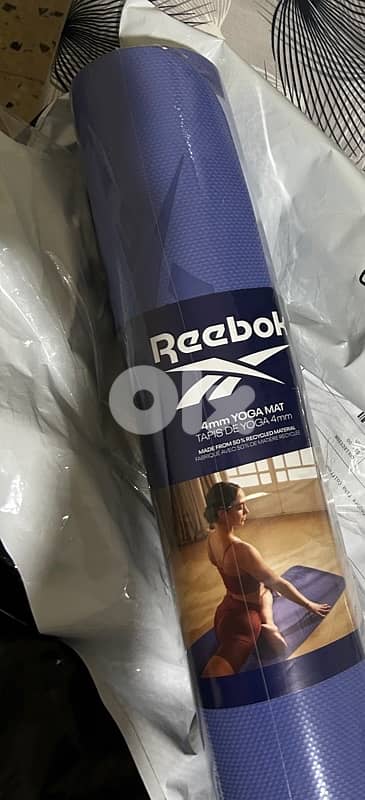 Reebok
4mm YOGA MAT
TAPIS DE YOGA 4mm
MADE FROM 50% RECYCLED MATERIAL
FABRIQUÉ AVEC 50% DE MATIÈRE RECYCLÉE